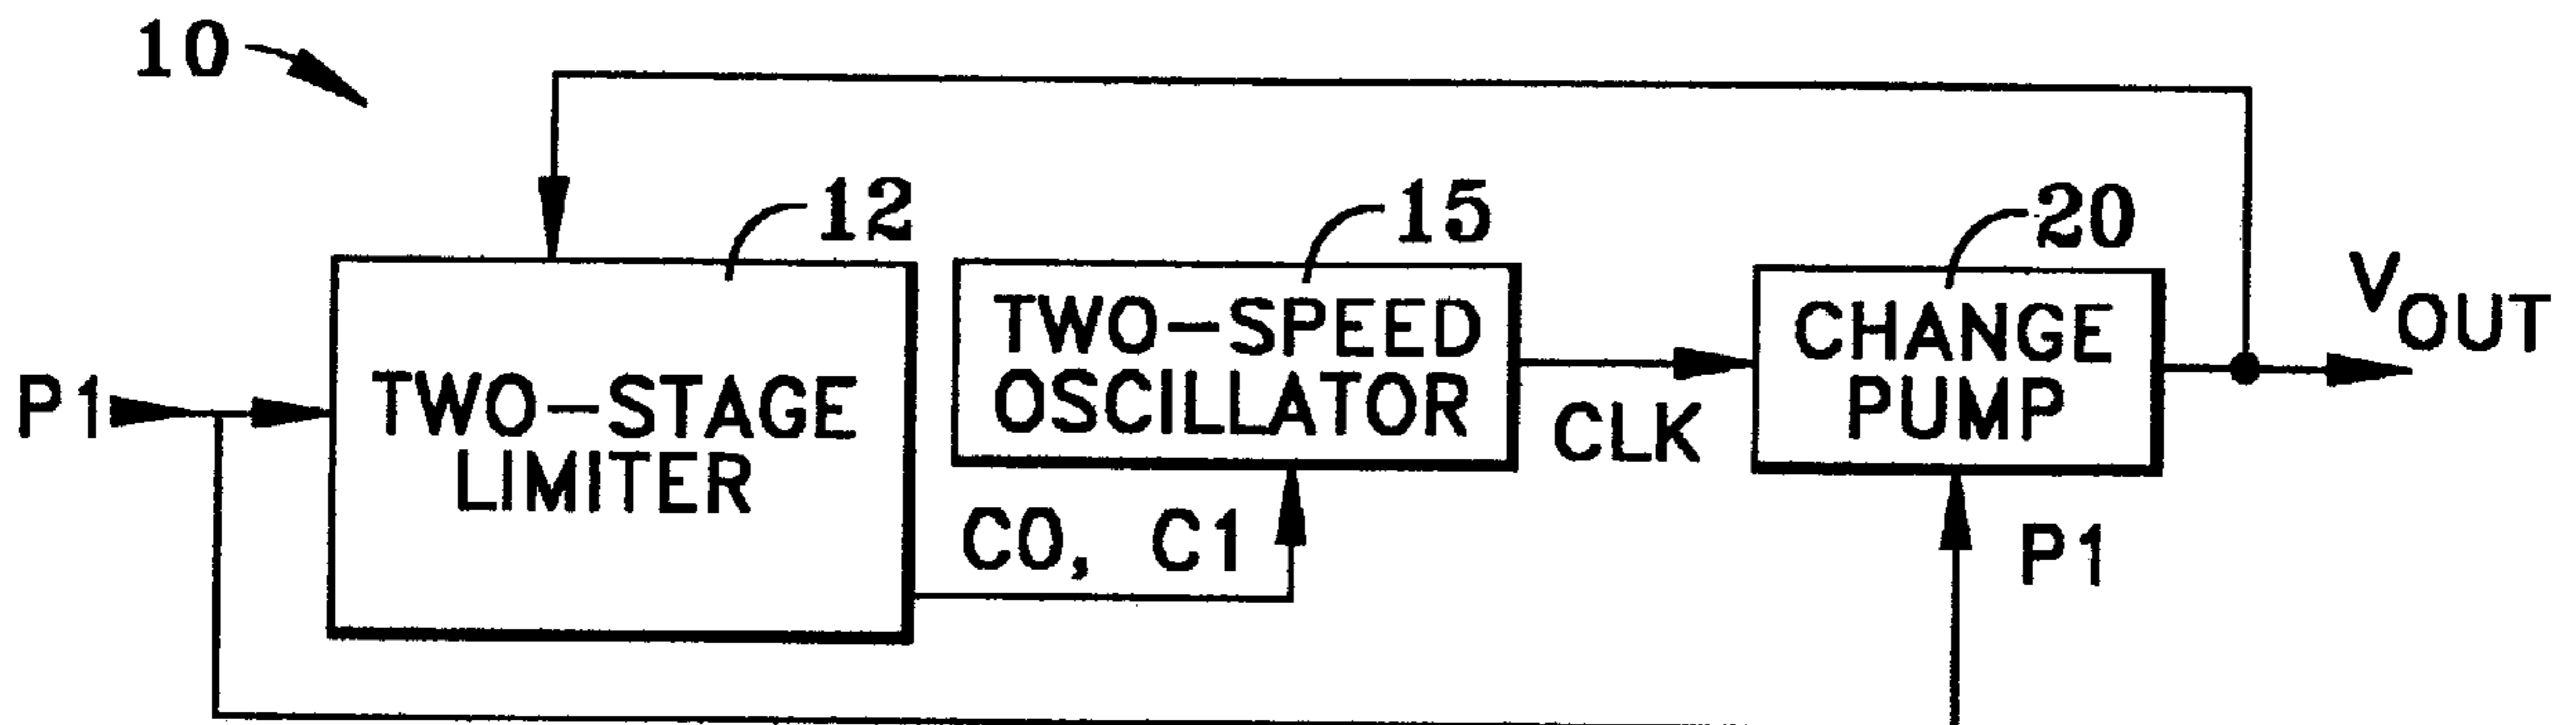 10
12
15
20
P1
TWO-STAGE
LIMITER
TWO-SPEED
OSCILLATOR
CLK
CHANGE
PUMP
VOUT
C0, C1
P1